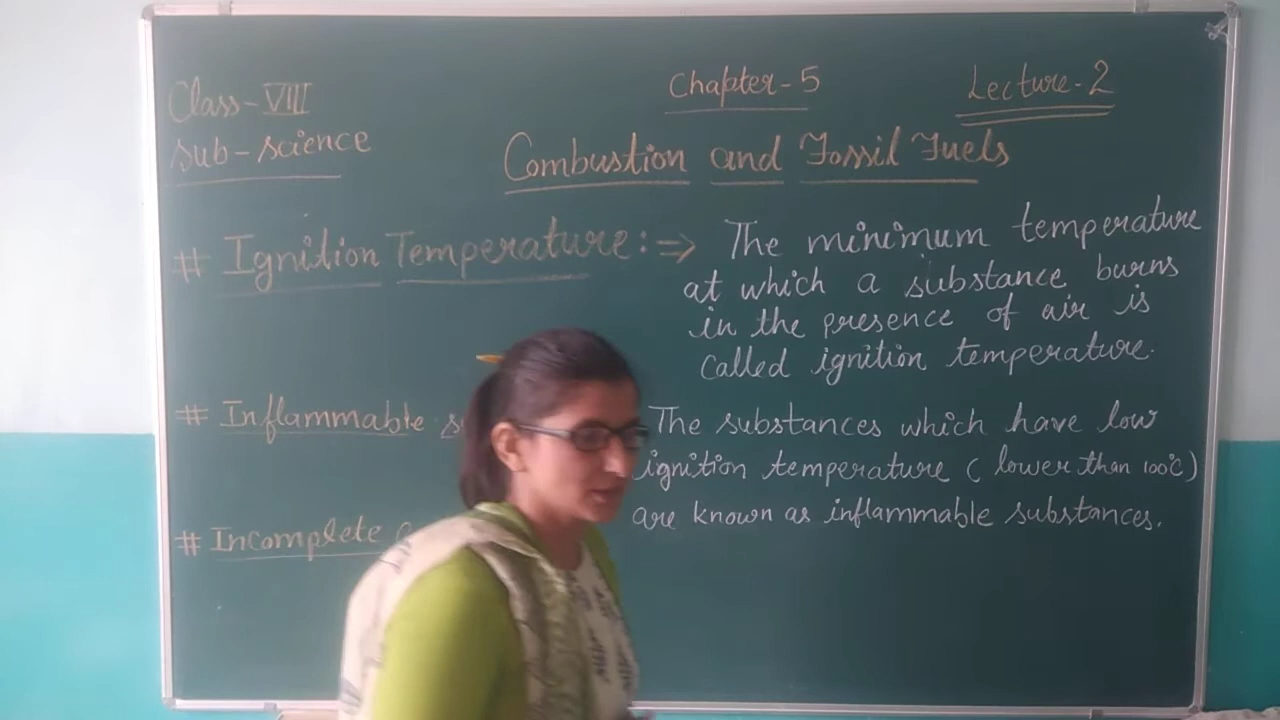 Class-VIII
Sub-science
Chapter-5
Lecture-2
Combustion and Fossil Fuels
# Ignition Temperature:⇒ The minimum temperature
at which a substance burns
in the presence of air is
called ignition temperature.
# Inflammable
The substances which have low
ignition temperature (lower than 100°C)
are known as inflammable substances.
# Incomplete